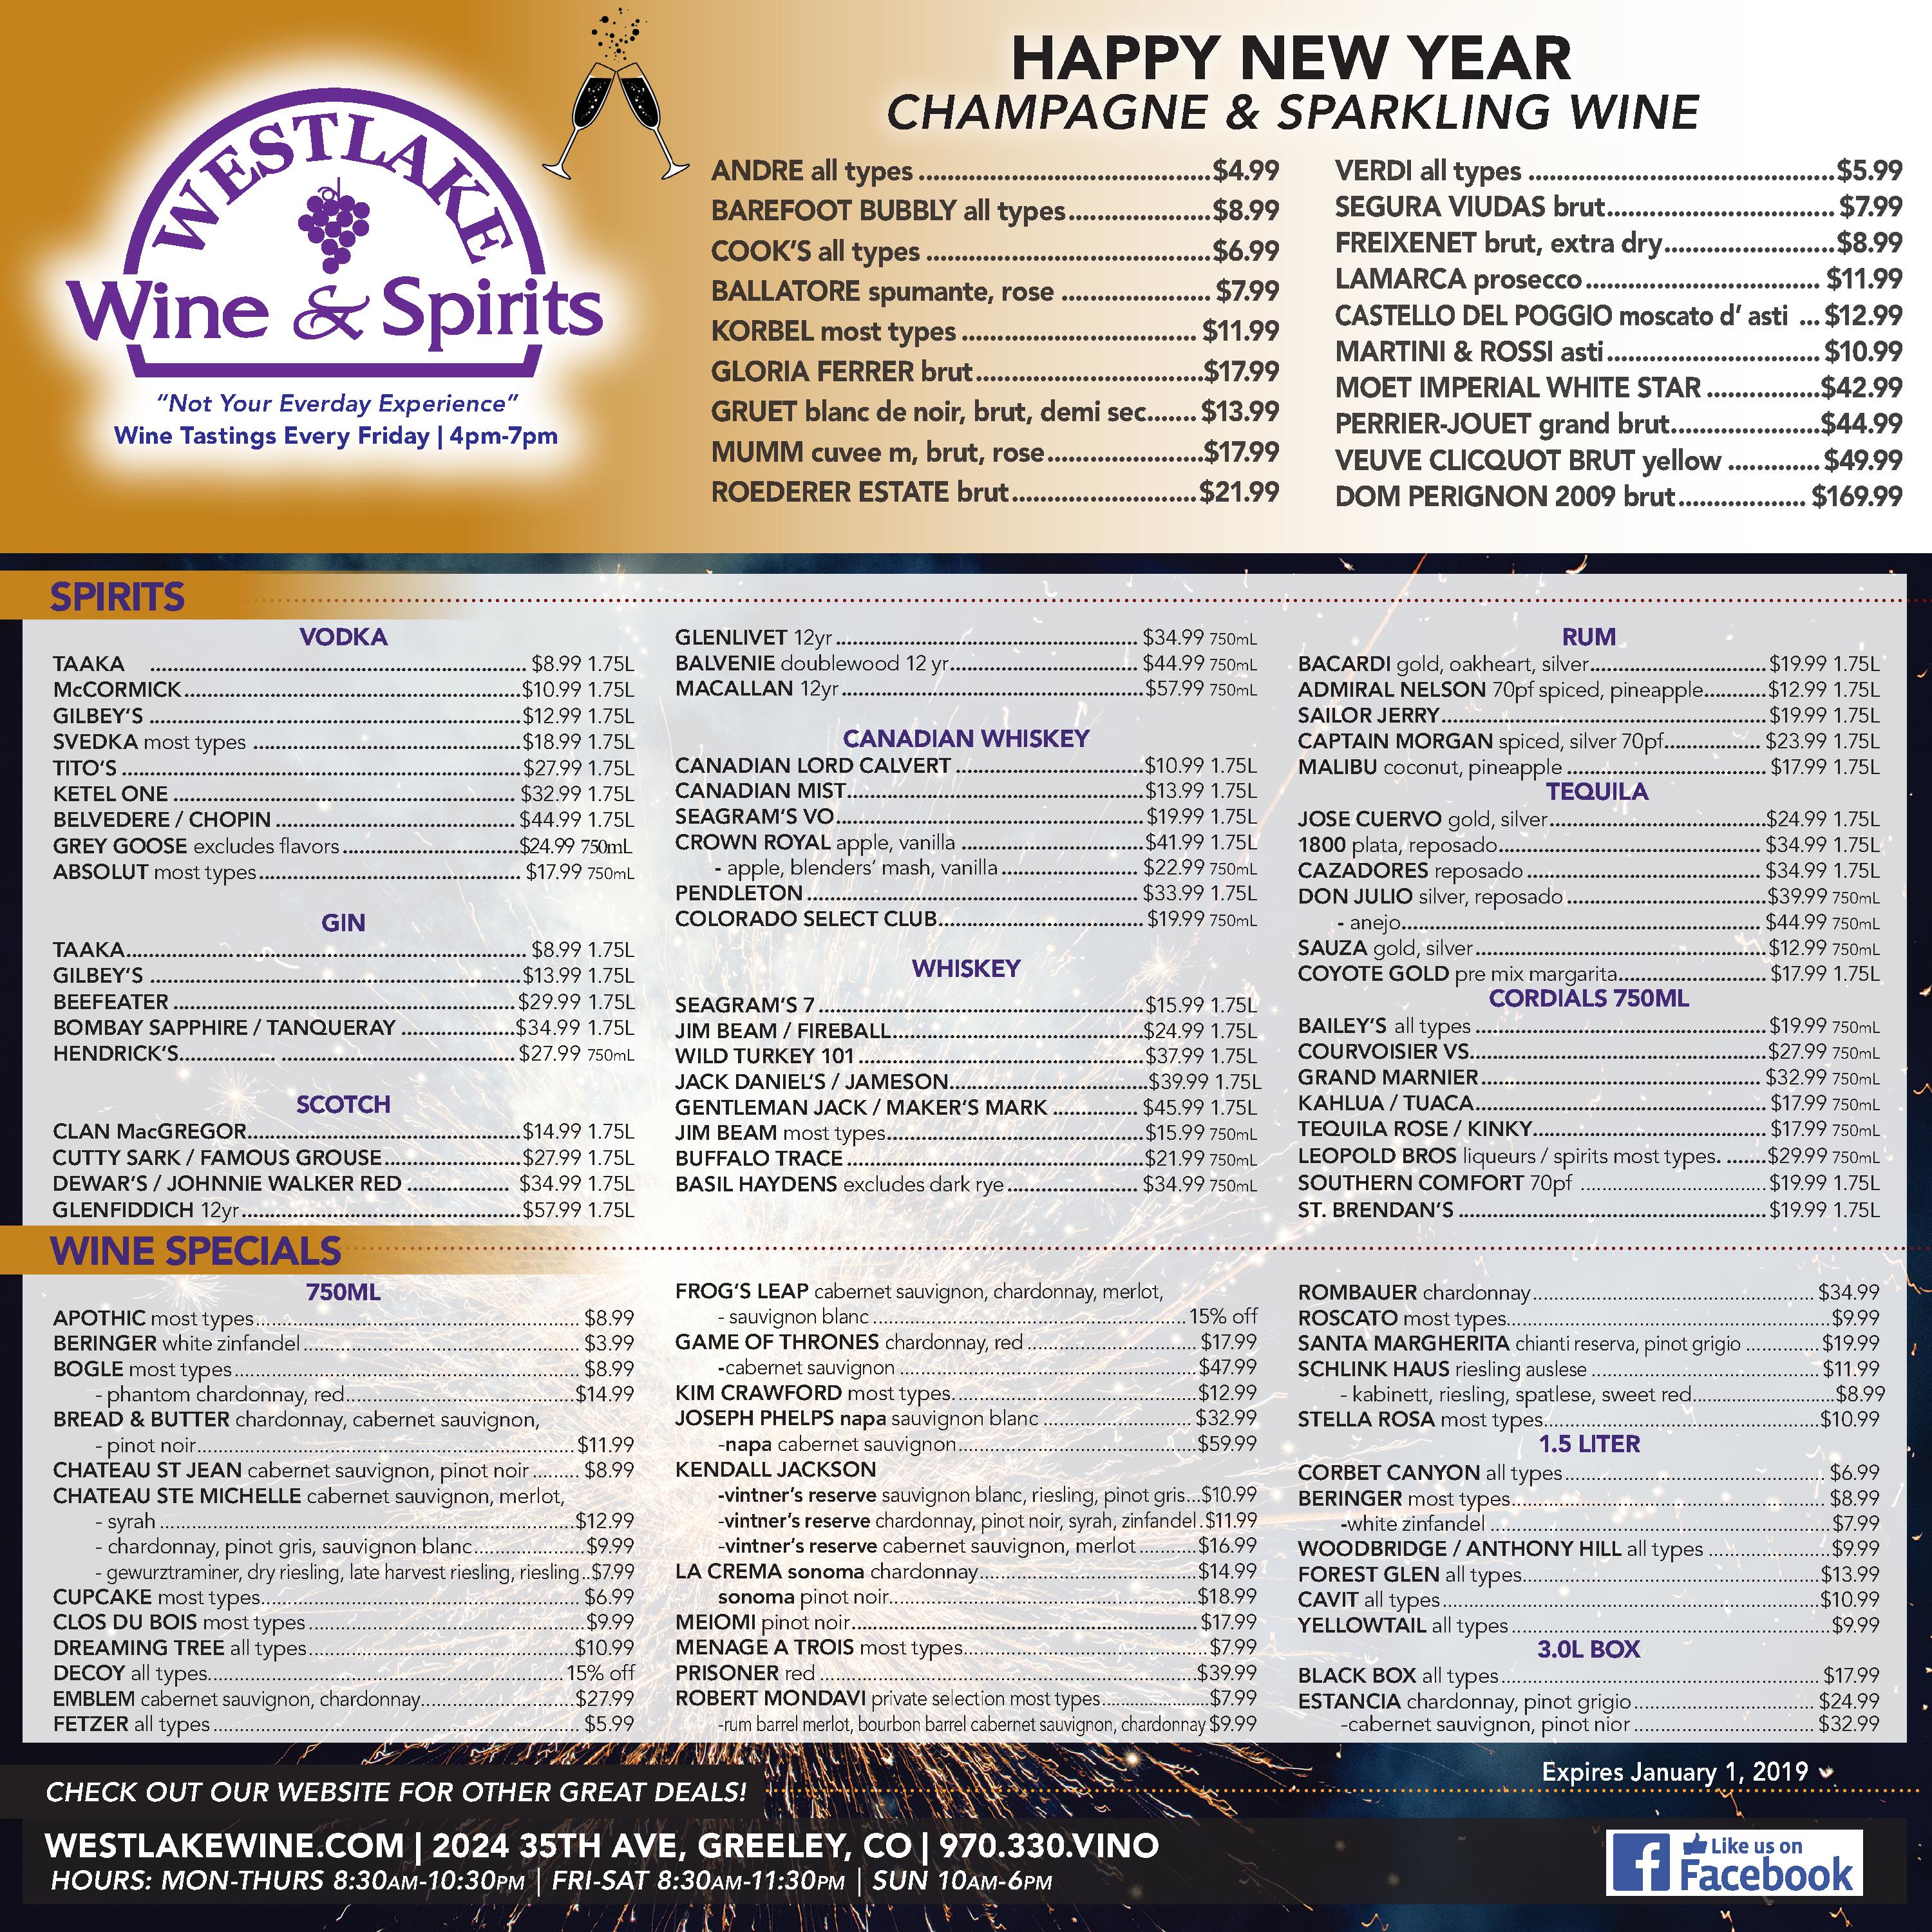 WESTLAKE
Wine & Spirits
"Not Your Everday Experience"
Wine Tastings Every Friday | 4pm-7pm
HAPPY NEW YEAR
CHAMPAGNE & SPARKLING WINE
ANDRE all types ........ $4.99
BAREFOOT BUBBLY all types ........ $8.99
COOK'S all types ........ $6.99
BALLATORE spumante, rose ........ $7.99
KORBEL most types ........ $11.99
GLORIA FERRER brut ........ $17.99
GRUET blanc de noir, brut, demi sec ....... $13.99
MUMM cuvee m, brut, rose ........ $17.99
ROEDERER ESTATE brut ........ $21.99
VERDI all types ........ $5.99
SEGURA VIUDAS brut ........ $7.99
FREIXENET brut, extra dry ........ $8.99
LAMARCA prosecco ........ $11.99
CASTELLO DEL POGGIO moscato d' asti ... $12.99
MARTINI & ROSSI asti ........ $10.99
MOET IMPERIAL WHITE STAR ........ $42.99
PERRIER-JOUET grand brut ........ $44.99
VEUVE CLICQUOT BRUT yellow ........ $49.99
DOM PERIGNON 2009 brut ........ $169.99
SPIRITS
VODKA
TAAKA ........ $8.99 1.75L
McCORMICK ........ $10.99 1.75L
GILBEY'S ........ $12.99 1.75L
SVEDKA most types ........ $18.99 1.75L
TITO'S ........ $27.99 1.75L
KETEL ONE ........ $32.99 1.75L
BELVEDERE / CHOPIN ........ $44.99 1.75L
GREY GOOSE excludes flavors ........ $24.99 750mL
ABSOLUT most types ........ $17.99 750mL
GIN
TAAKA ........ $8.99 1.75L
GILBEY'S ........ $13.99 1.75L
BEEFEATER ........ $29.99 1.75L
BOMBAY SAPPHIRE / TANQUERAY ........ $34.99 1.75L
HENDRICK'S ........ $27.99 750mL
SCOTCH
CLAN MacGREGOR ........ $14.99 1.75L
CUTTY SARK / FAMOUS GROUSE ........ $27.99 1.75L
DEWAR'S / JOHNNIE WALKER RED ........ $34.99 1.75L
GLENFIDDICH 12yr ........ $57.99 1.75L
GLENLIVET 12yr ........ $34.99 750mL
BALVENIE doublewood 12 yr ........ $44.99 750mL
MACALLAN 12yr ........ $57.99 750mL
CANADIAN WHISKEY
CANADIAN LORD CALVERT ........ $10.99 1.75L
CANADIAN MIST ........ $13.99 1.75L
SEAGRAM'S VO ........ $19.99 1.75L
CROWN ROYAL apple, vanilla ........ $41.99 1.75L
- apple, blenders' mash, vanilla ........ $22.99 750mL
PENDLETON ........ $33.99 1.75L
COLORADO SELECT CLUB ........ $19.99 750mL
WHISKEY
SEAGRAM'S 7 ........ $15.99 1.75L
JIM BEAM / FIREBALL ........ $24.99 1.75L
WILD TURKEY 101 ........ $37.99 1.75L
JACK DANIEL'S / JAMESON ........ $39.99 1.75L
GENTLEMAN JACK / MAKER'S MARK ........ $45.99 1.75L
JIM BEAM most types ........ $15.99 750mL
BUFFALO TRACE ........ $21.99 750mL
BASIL HAYDENS excludes dark rye ........ $34.99 750mL
RUM
BACARDI gold, oakheart, silver ........ $19.99 1.75L
ADMIRAL NELSON 70pf spiced, pineapple ........ $12.99 1.75L
SAILOR JERRY ........ $19.99 1.75L
CAPTAIN MORGAN spiced, silver 70pf ........ $23.99 1.75L
MALIBU coconut, pineapple ........ $17.99 1.75L
TEQUILA
JOSE CUERVO gold, silver ........ $24.99 1.75L
1800 plata, reposado ........ $34.99 1.75L
CAZADORES reposado ........ $34.99 1.75L
DON JULIO silver, reposado ........ $39.99 750mL
- anejo ........ $44.99 750mL
SAUZA gold, silver ........ $12.99 750mL
COYOTE GOLD pre mix margarita ........ $17.99 1.75L
CORDIALS 750ML
BAILEY'S all types ........ $19.99 750mL
COURVOISIER VS ........ $27.99 750mL
GRAND MARNIER ........ $32.99 750mL
KAHLUA / TUACA ........ $17.99 750mL
TEQUILA ROSE / KINKY ........ $17.99 750mL
LEOPOLD BROS liqueurs / spirits most types. ....... $29.99 750mL
SOUTHERN COMFORT 70pf ........ $19.99 1.75L
ST. BRENDAN'S ........ $19.99 1.75L
WINE SPECIALS
750ML
APOTHIC most types ........ $8.99
BERINGER white zinfandel ........ $3.99
BOGLE most types ........ $8.99
- phantom chardonnay, red ........ $14.99
BREAD & BUTTER chardonnay, cabernet sauvignon,
- pinot noir ........ $11.99
CHATEAU ST JEAN cabernet sauvignon, pinot noir ........ $8.99
CHATEAU STE MICHELLE cabernet sauvignon, merlot,
- syrah ........ $12.99
- chardonnay, pinot gris, sauvignon blanc ........ $9.99
- gewurztraminer, dry riesling, late harvest riesling, riesling .. $7.99
CUPCAKE most types ........ $6.99
CLOS DU BOIS most types ........ $9.99
DREAMING TREE all types ........ $10.99
DECOY all types ........ 15% off
EMBLEM cabernet sauvignon, chardonnay ........ $27.99
FETZER all types ........ $5.99
FROG'S LEAP cabernet sauvignon, chardonnay, merlot,
- sauvignon blanc ........ 15% off
GAME OF THRONES chardonnay, red ........ $17.99
-cabernet sauvignon ........ $47.99
KIM CRAWFORD most types ........ $12.99
JOSEPH PHELPS napa sauvignon blanc ........ $32.99
-napa cabernet sauvignon ........ $59.99
KENDALL JACKSON
-vintner's reserve sauvignon blanc, riesling, pinot gris ... $10.99
-vintner's reserve chardonnay, pinot noir, syrah, zinfandel . $11.99
-vintner's reserve cabernet sauvignon, merlot ........ $16.99
LA CREMA sonoma chardonnay ........ $14.99
sonoma pinot noir ........ $18.99
MEIOMI pinot noir ........ $17.99
MENAGE A TROIS most types ........ $7.99
PRISONER red ........ $39.99
ROBERT MONDAVI private selection most types ........ $7.99
-rum barrel merlot, bourbon barrel cabernet sauvignon, chardonnay $9.99
ROMBAUER chardonnay ........ $34.99
ROSCATO most types ........ $9.99
SANTA MARGHERITA chianti reserva, pinot grigio ........ $19.99
SCHLINK HAUS riesling auslese ........ $11.99
- kabinett, riesling, spatlese, sweet red ........ $8.99
STELLA ROSA most types ........ $10.99
1.5 LITER
CORBET CANYON all types ........ $6.99
BERINGER most types ........ $8.99
-white zinfandel ........ $7.99
WOODBRIDGE / ANTHONY HILL all types ........ $9.99
FOREST GLEN all types ........ $13.99
CAVIT all types ........ $10.99
YELLOWTAIL all types ........ $9.99
3.0L BOX
BLACK BOX all types ........ $17.99
ESTANCIA chardonnay, pinot grigio ........ $24.99
-cabernet sauvignon, pinot nior ........ $32.99
Expires January 1, 2019
CHECK OUT OUR WEBSITE FOR OTHER GREAT DEALS!
WESTLAKEWINE.COM | 2024 35TH AVE, GREELEY, CO | 970.330.VINO
HOURS: MON-THURS 8:30AM-10:30PM | FRI-SAT 8:30AM-11:30PM | SUN 10AM-6PM
f Like us on
Facebook